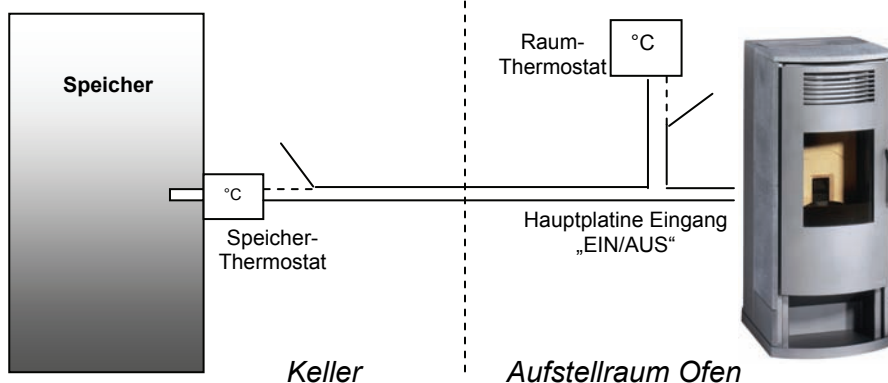 Speicher
°C
Speicher-
Thermostat
Raum-
Thermostat
°C
Hauptplatine Eingang
„EIN/AUS“
Keller
Aufstellraum Ofen